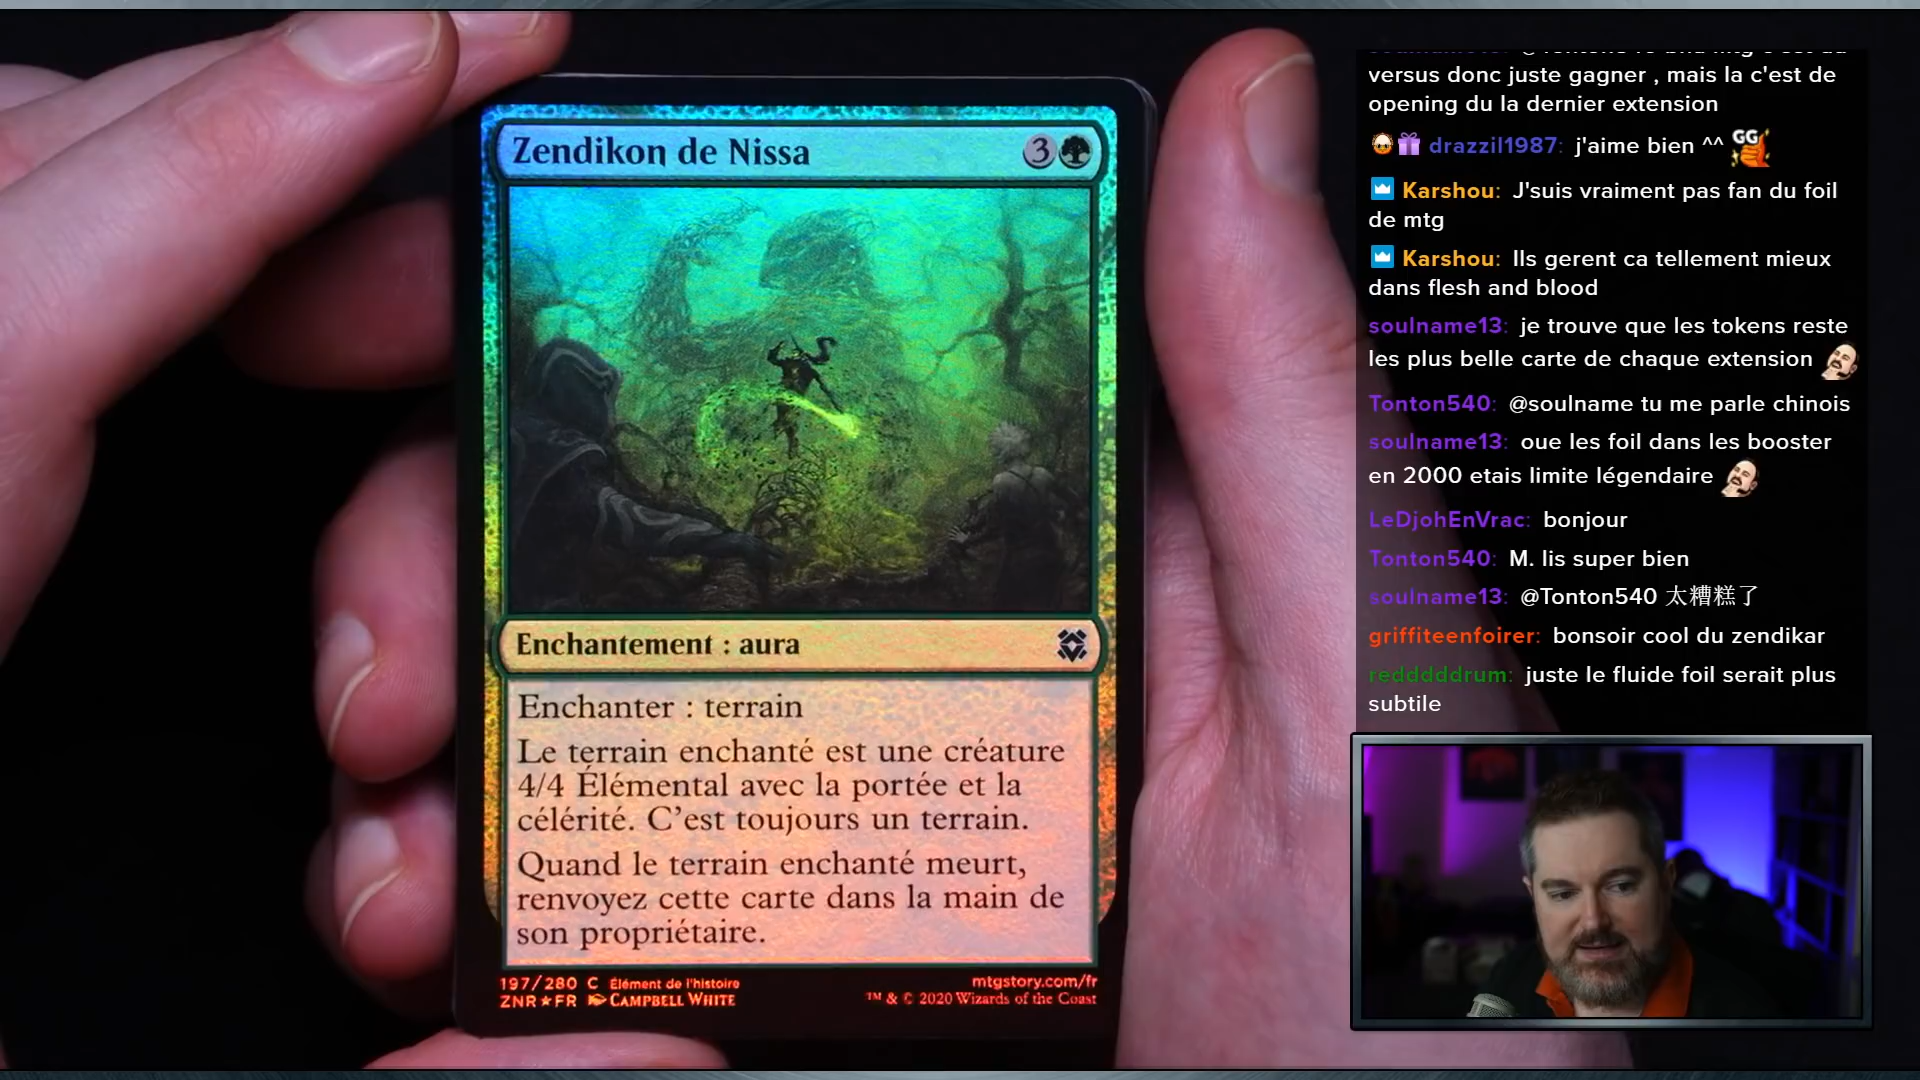 Zendikon de Nissa
3
Enchantement : aura
Enchanter : terrain
Le terrain enchanté est une créature
4/4 Élémental avec la portée et la
célérité. C'est toujours un terrain.
Quand le terrain enchanté meurt,
renvoyez cette carte dans la main de
son propriétaire.
197/280 C Élément de l'histoire
ZNR★FR CAMPBELL WHITE
mtgstory.com/fr
™ & © 2020 Wizards of the Coast
versus donc juste gagner , mais la c'est de
opening du la dernier extension
drazzil1987: j'aime bien ^^ GG
Karshou: J'suis vraiment pas fan du foil
de mtg
Karshou: Ils gerent ca tellement mieux
dans flesh and blood
soulname13: je trouve que les tokens reste
les plus belle carte de chaque extension
Tonton540: @soulname tu me parle chinois
soulname13: oue les foil dans les booster
en 2000 etais limite légendaire
LeDjohEnVrac: bonjour
Tonton540: M. lis super bien
soulname13: @Tonton540 太糟糕了
griffiteenfoirer: bonsoir cool du zendikar
redddddrum: juste le fluide foil serait plus
subtile